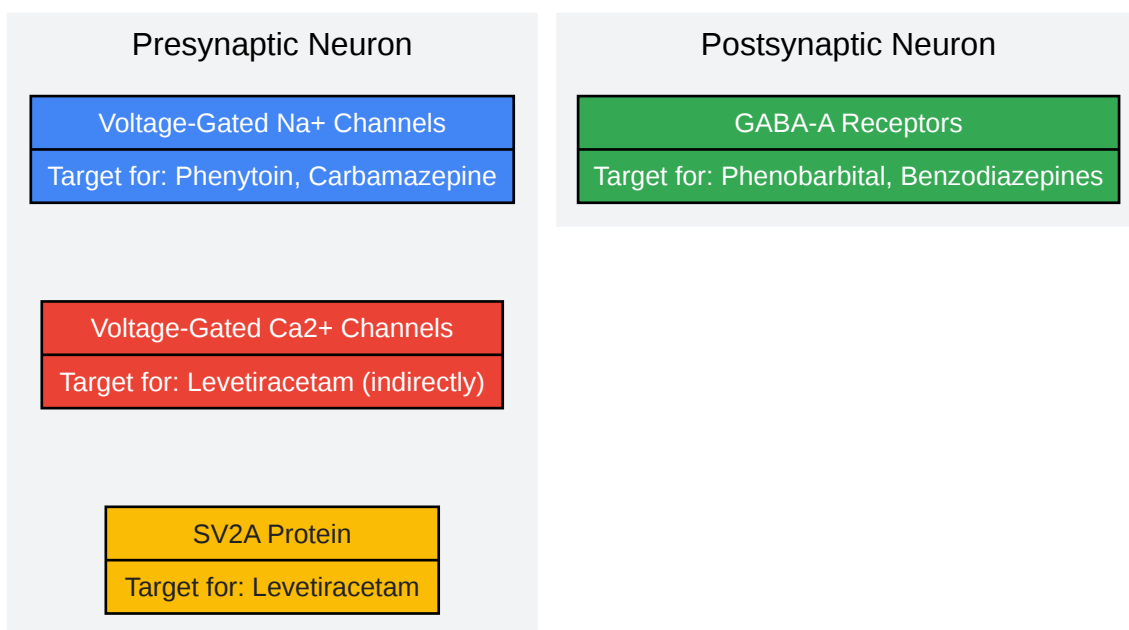 Presynaptic Neuron
Voltage-Gated Na+ Channels
Target for: Phenytoin, Carbamazepine
Voltage-Gated Ca2+ Channels
Target for: Levetiracetam (indirectly)
SV2A Protein
Target for: Levetiracetam
Postsynaptic Neuron
GABA-A Receptors
Target for: Phenobarbital, Benzodiazepines